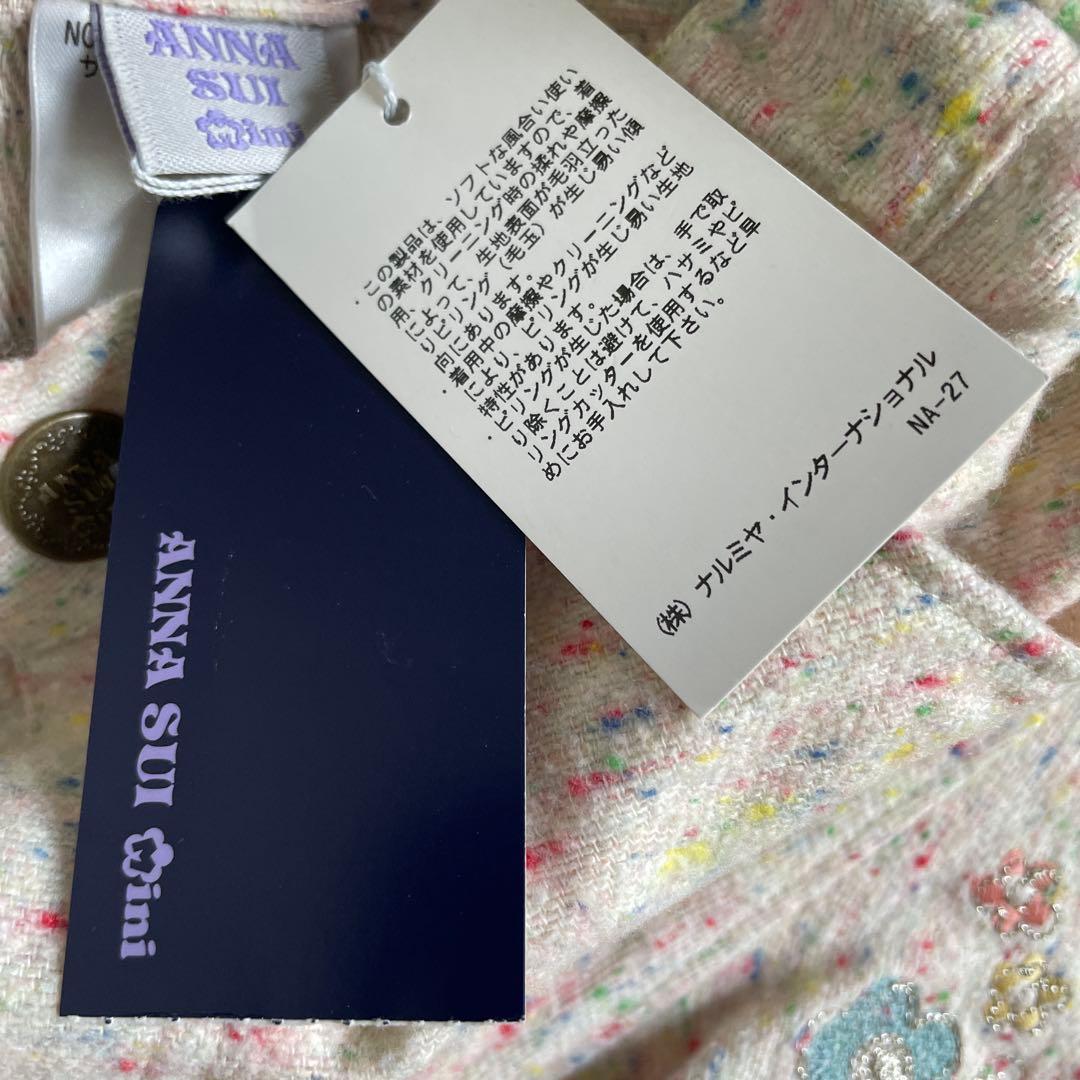 ANNA
SUI
mini
ON
・この製品は、ソフトな風合い使い
の素材を使用していますので、着
用、クリーニング時の揉れや摩擦
によって、生地表面が毛羽立った
りピリング（毛玉）が生じ易い傾
向にあります。
・着用中の摩擦やクリーニングなど
により、ピリングが生じ易い生地
特性があります。
・ピリングが生じた場合は、手で取
り除くことは避けて、ハサミやピ
リングカッターを使用するなど早
めにお手入れして下さい。
(株) ナルミヤ・インターナショナル
NA-27
ANNA SUI mini